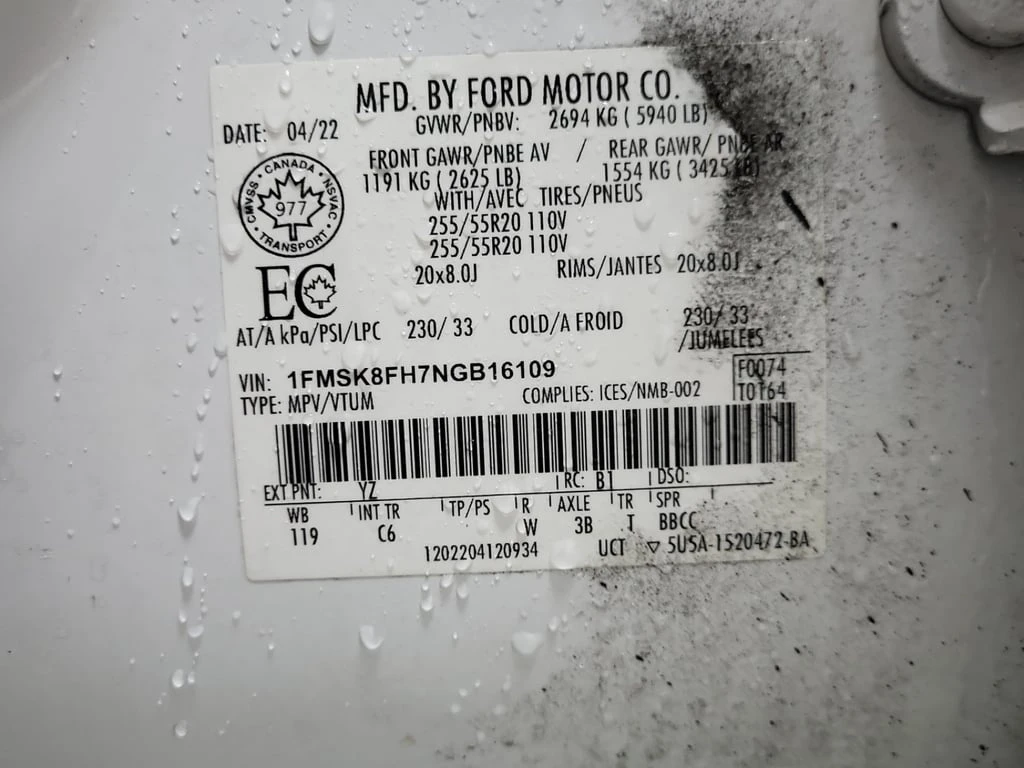 MFD. BY FORD MOTOR CO.
DATE: 04/22
GVWR/PNBV: 2694 KG ( 5940 LB)
FRONT GAWR/PNBE AV / REAR GAWR/ PNBE AR
1191 KG ( 2625 LB) 1554 KG ( 3425 LB)
WITH/AVEC TIRES/PNEUS
255/55R20 110V
255/55R20 110V
20x8.0J RIMS/JANTES 20x8.0J
CANADA
CMVSS NSVAC
977
TRANSPORT
EC
AT/A kPa/PSI/LPC 230/ 33 COLD/A FROID 230/ 33
/JUMELEES
VIN: 1FMSK8FH7NGB16109
F0074
TYPE: MPV/VTUM COMPLIES: ICES/NMB-002
T0164
EXT PNT: YZ RC: B1 DSO:
WB INT TR TP/PS R AXLE TR SPR
119 C6 W 3B T BBCC
1202204120934 UCT ▽ 5USA-1520472-BA